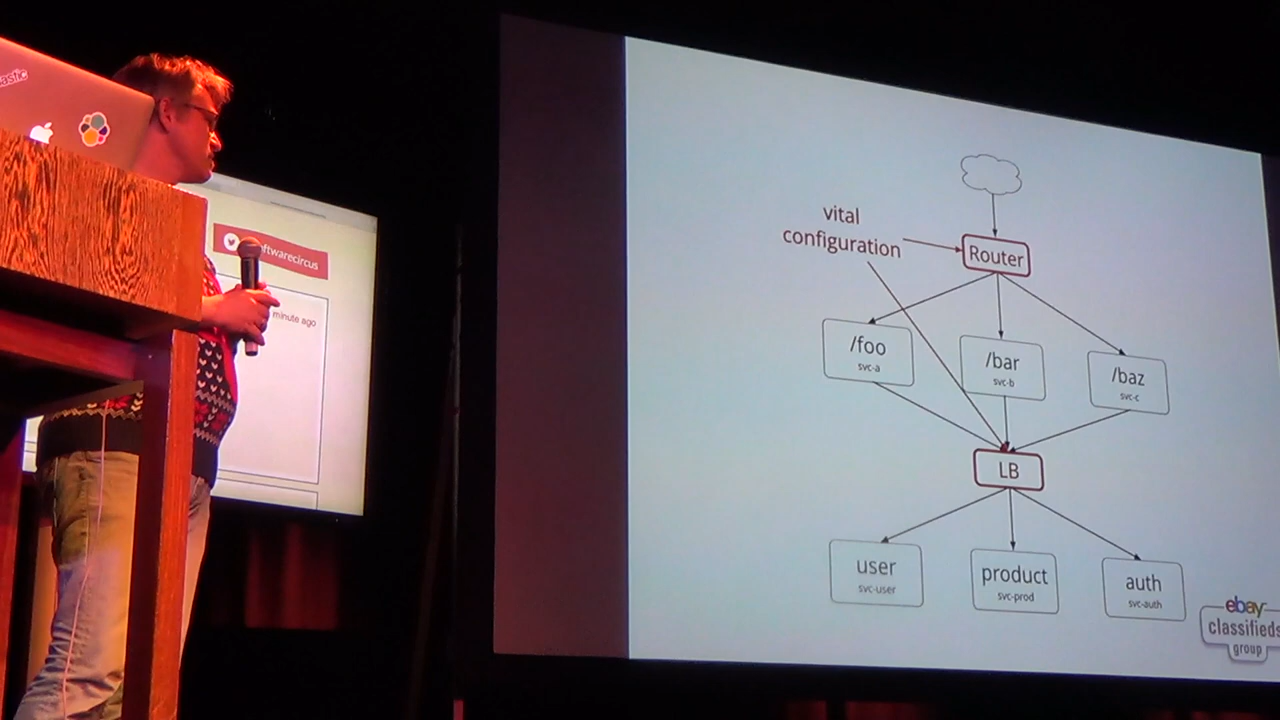 astic
ftwarecircus
minute ago
vital
configuration
Router
/foo
svc-a
/bar
svc-b
/baz
svc-c
LB
user
svc-user
product
svc-prod
auth
svc-auth
ebay
classifieds
group